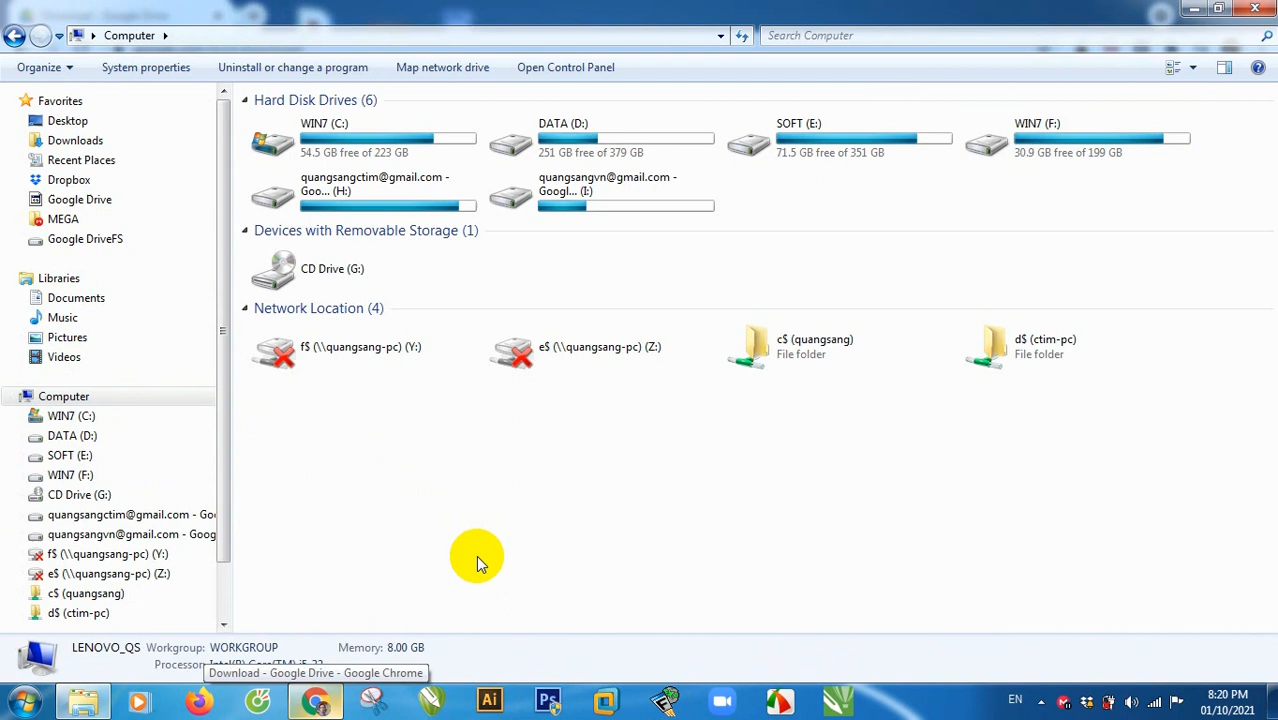 Computer
Search Computer
Organize
System properties
Uninstall or change a program
Map network drive
Open Control Panel
Favorites
Desktop
Downloads
Recent Places
Dropbox
Google Drive
MEGA
Google DriveFS
Libraries
Documents
Music
Pictures
Videos
Computer
WIN7 (C:)
DATA (D:)
SOFT (E:)
WIN7 (F:)
CD Drive (G:)
quangsangctim@gmail.com - Goo
quangsangvn@gmail.com - Goog
f$ (\\quangsang-pc) (Y:)
e$ (\\quangsang-pc) (Z:)
c$ (quangsang)
d$ (ctim-pc)
Hard Disk Drives (6)
WIN7 (C:)
54.5 GB free of 223 GB
DATA (D:)
251 GB free of 379 GB
SOFT (E:)
71.5 GB free of 351 GB
WIN7 (F:)
30.9 GB free of 199 GB
quangsangctim@gmail.com -
Goo... (H:)
quangsangvn@gmail.com -
Googl... (I:)
Devices with Removable Storage (1)
CD Drive (G:)
Network Location (4)
f$ (\\quangsang-pc) (Y:)
e$ (\\quangsang-pc) (Z:)
c$ (quangsang)
File folder
d$ (ctim-pc)
File folder
LENOVO_QS Workgroup: WORKGROUP Memory: 8.00 GB
Processor:
Download - Google Drive - Google Chrome
Ai
Ps
EN
8:20 PM
01/10/2021